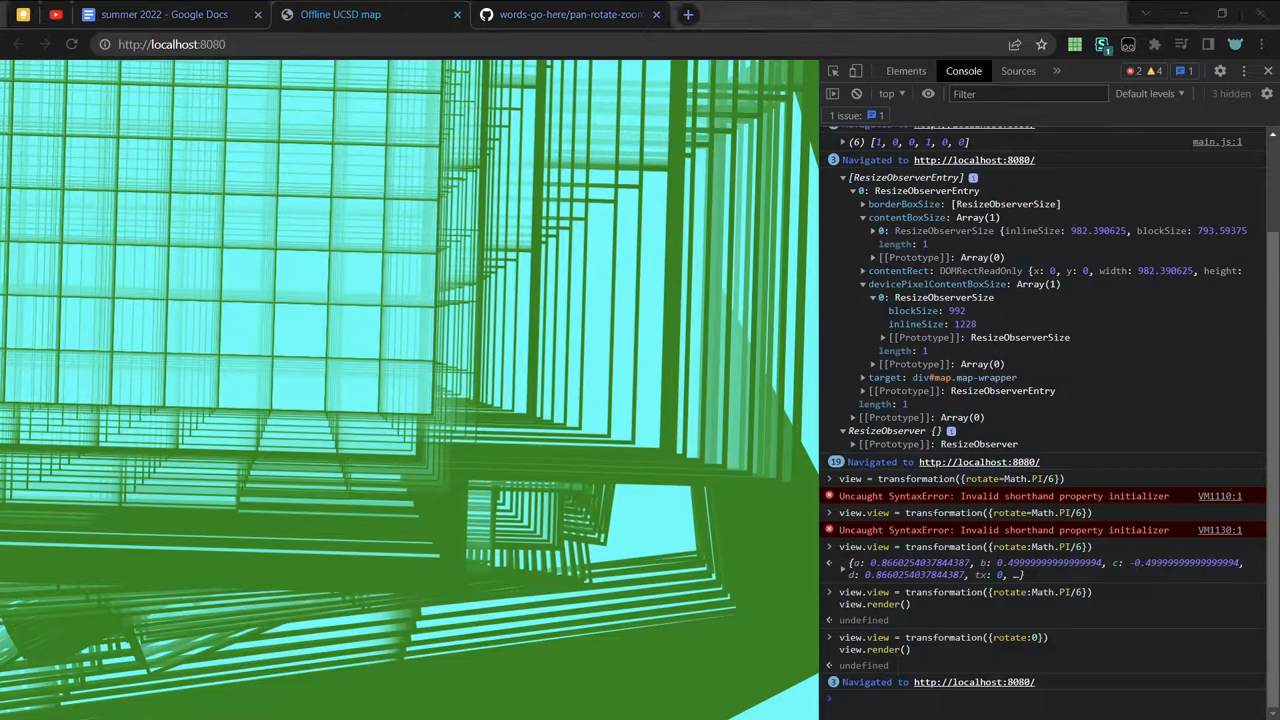 summer 2022 - Google Docs
Offline UCSD map
words-go-here/pan-rotate-zoom
http://localhost:8080
1
Elements
Console
Sources
2
4
1
top
Filter
Default levels
3 hidden
1 issue:
1
(6) [1, 0, 0, 1, 0, 0]
main.js:1
3 Navigated to http://localhost:8080/
[ResizeObserverEntry]
0: ResizeObserverEntry
borderBoxSize: [ResizeObserverSize]
contentBoxSize: Array(1)
0: ResizeObserverSize {inlineSize: 982.390625, blockSize: 793.59375
length: 1
[[Prototype]]: Array(0)
contentRect: DOMRectReadOnly {x: 0, y: 0, width: 982.390625, height:
devicePixelContentBoxSize: Array(1)
0: ResizeObserverSize
blockSize: 992
inlineSize: 1228
[[Prototype]]: ResizeObserverSize
length: 1
[[Prototype]]: Array(0)
target: div#map.map-wrapper
[[Prototype]]: ResizeObserverEntry
length: 1
[[Prototype]]: Array(0)
ResizeObserver {}
[[Prototype]]: ResizeObserver
19 Navigated to http://localhost:8080/
view = transformation({rotate=Math.PI/6})
Uncaught SyntaxError: Invalid shorthand property initializer
VM1110:1
view.view = transformation({rotate=Math.PI/6})
Uncaught SyntaxError: Invalid shorthand property initializer
VM1130:1
view.view = transformation({rotate:Math.PI/6})
{a: 0.8660254037844387, b: 0.49999999999999994, c: -0.49999999999999994,
d: 0.8660254037844387, tx: 0, …}
view.view = transformation({rotate:Math.PI/6})
view.render()
undefined
view.view = transformation({rotate:0})
view.render()
undefined
3 Navigated to http://localhost:8080/